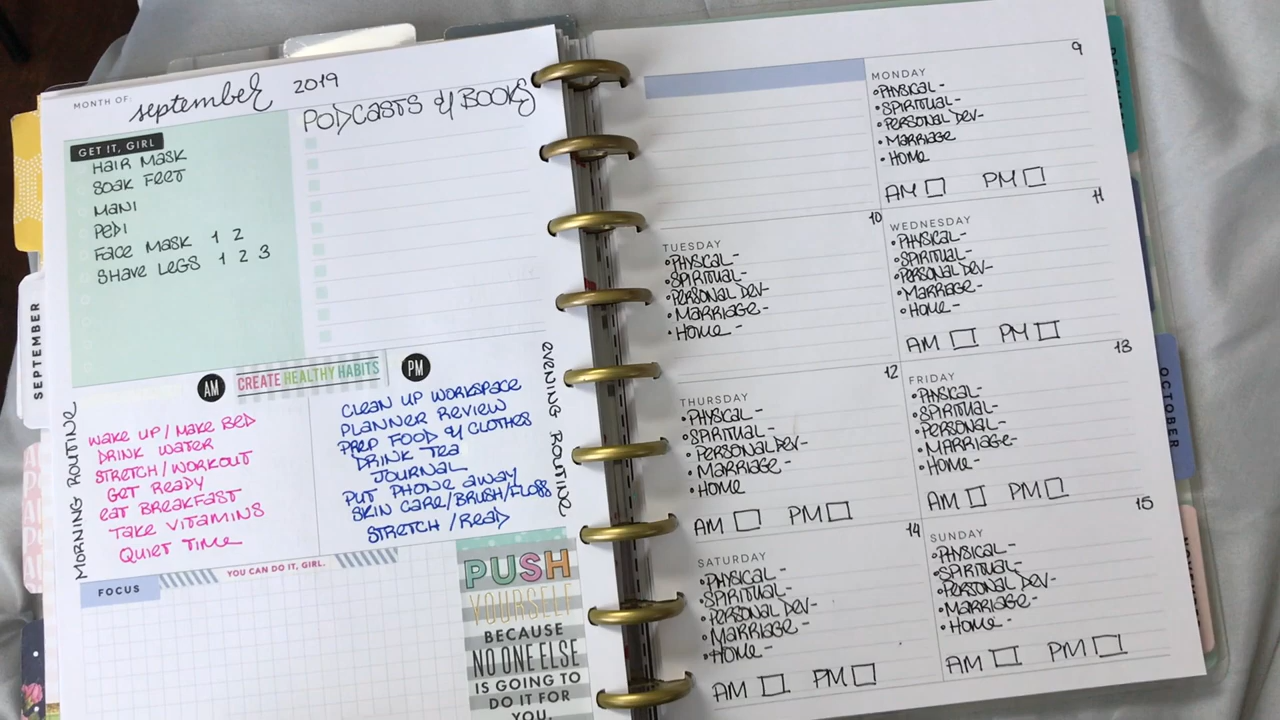 MONTH OF: september 2019
GET IT, GIRL
HAIR MASK
SOAK FEET
MANI
PEDI
FACE MASK 1 2
SHAVE LEGS 1 2 3
PODCASTS & BOOKS
SEPTEMBER
AM CREATE HEALTHY HABITS PM
MORNING ROUTINE
WAKE UP / MAKE BED
DRINK WATER
STRETCH/WORKOUT
GET READY
EAT BREAKFAST
TAKE VITAMINS
QUIET TIME
CLEAN UP WORKSPACE
PLANNER REVIEW
PREP FOOD & CLOTHES
DRINK TEA
JOURNAL
PUT PHONE AWAY
SKIN CARE/BRUSH/FLOSS
STRETCH / READ
EVENING ROUTINE
FOCUS
YOU CAN DO IT, GIRL.
PUSH
YOURSELF
BECAUSE
NO ONE ELSE
IS GOING TO
DO IT FOR
YOU.
9
MONDAY
•PHYSICAL-
•SPIRITUAL-
•PERSONAL DEV-
•MARRIAGE
•HOME
AM PM
10
TUESDAY
•PHYSICAL-
•SPIRITUAL-
•PERSONAL DEV-
•MARRIAGE-
•HOME-
11
WEDNESDAY
•PHYSICAL-
•SPIRITUAL-
•PERSONAL DEV-
•MARRIAGE-
•HOME-
AM PM
12
THURSDAY
•PHYSICAL-
•SPIRITUAL-
•PERSONAL DEV-
•MARRIAGE-
•HOME
AM PM
13
FRIDAY
•PHYSICAL-
•SPIRITUAL-
•PERSONAL-
•MARRIAGE-
•HOME-
AM PM
14
SATURDAY
•PHYSICAL-
•SPIRITUAL-
•PERSONAL DEV-
•MARRIAGE-
•HOME-
AM PM
15
SUNDAY
•PHYSICAL-
•SPIRITUAL-
•PERSONAL DEV-
•MARRIAGE-
•HOME-
AM PM
OCTOBER